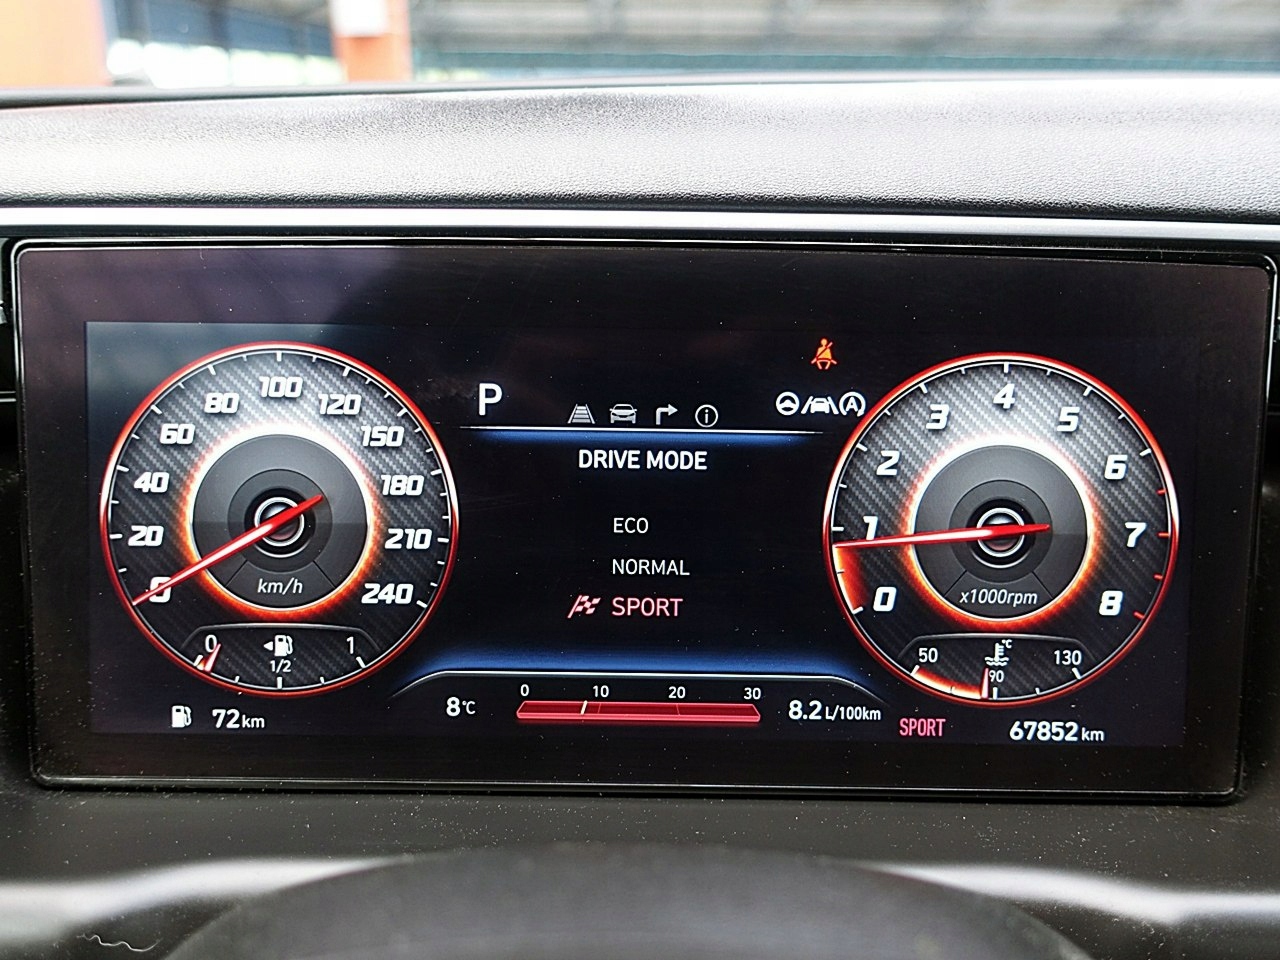 P
DRIVE MODE
ECO
NORMAL
SPORT
0
20
40
60
80
100
120
150
180
210
240
km/h
0
1/2
1
72 km
8°C
0 10 20 30
8.2 L/100km
0
1
2
3
4
5
6
7
8
x1000rpm
°C
50
90
130
SPORT
67852 km